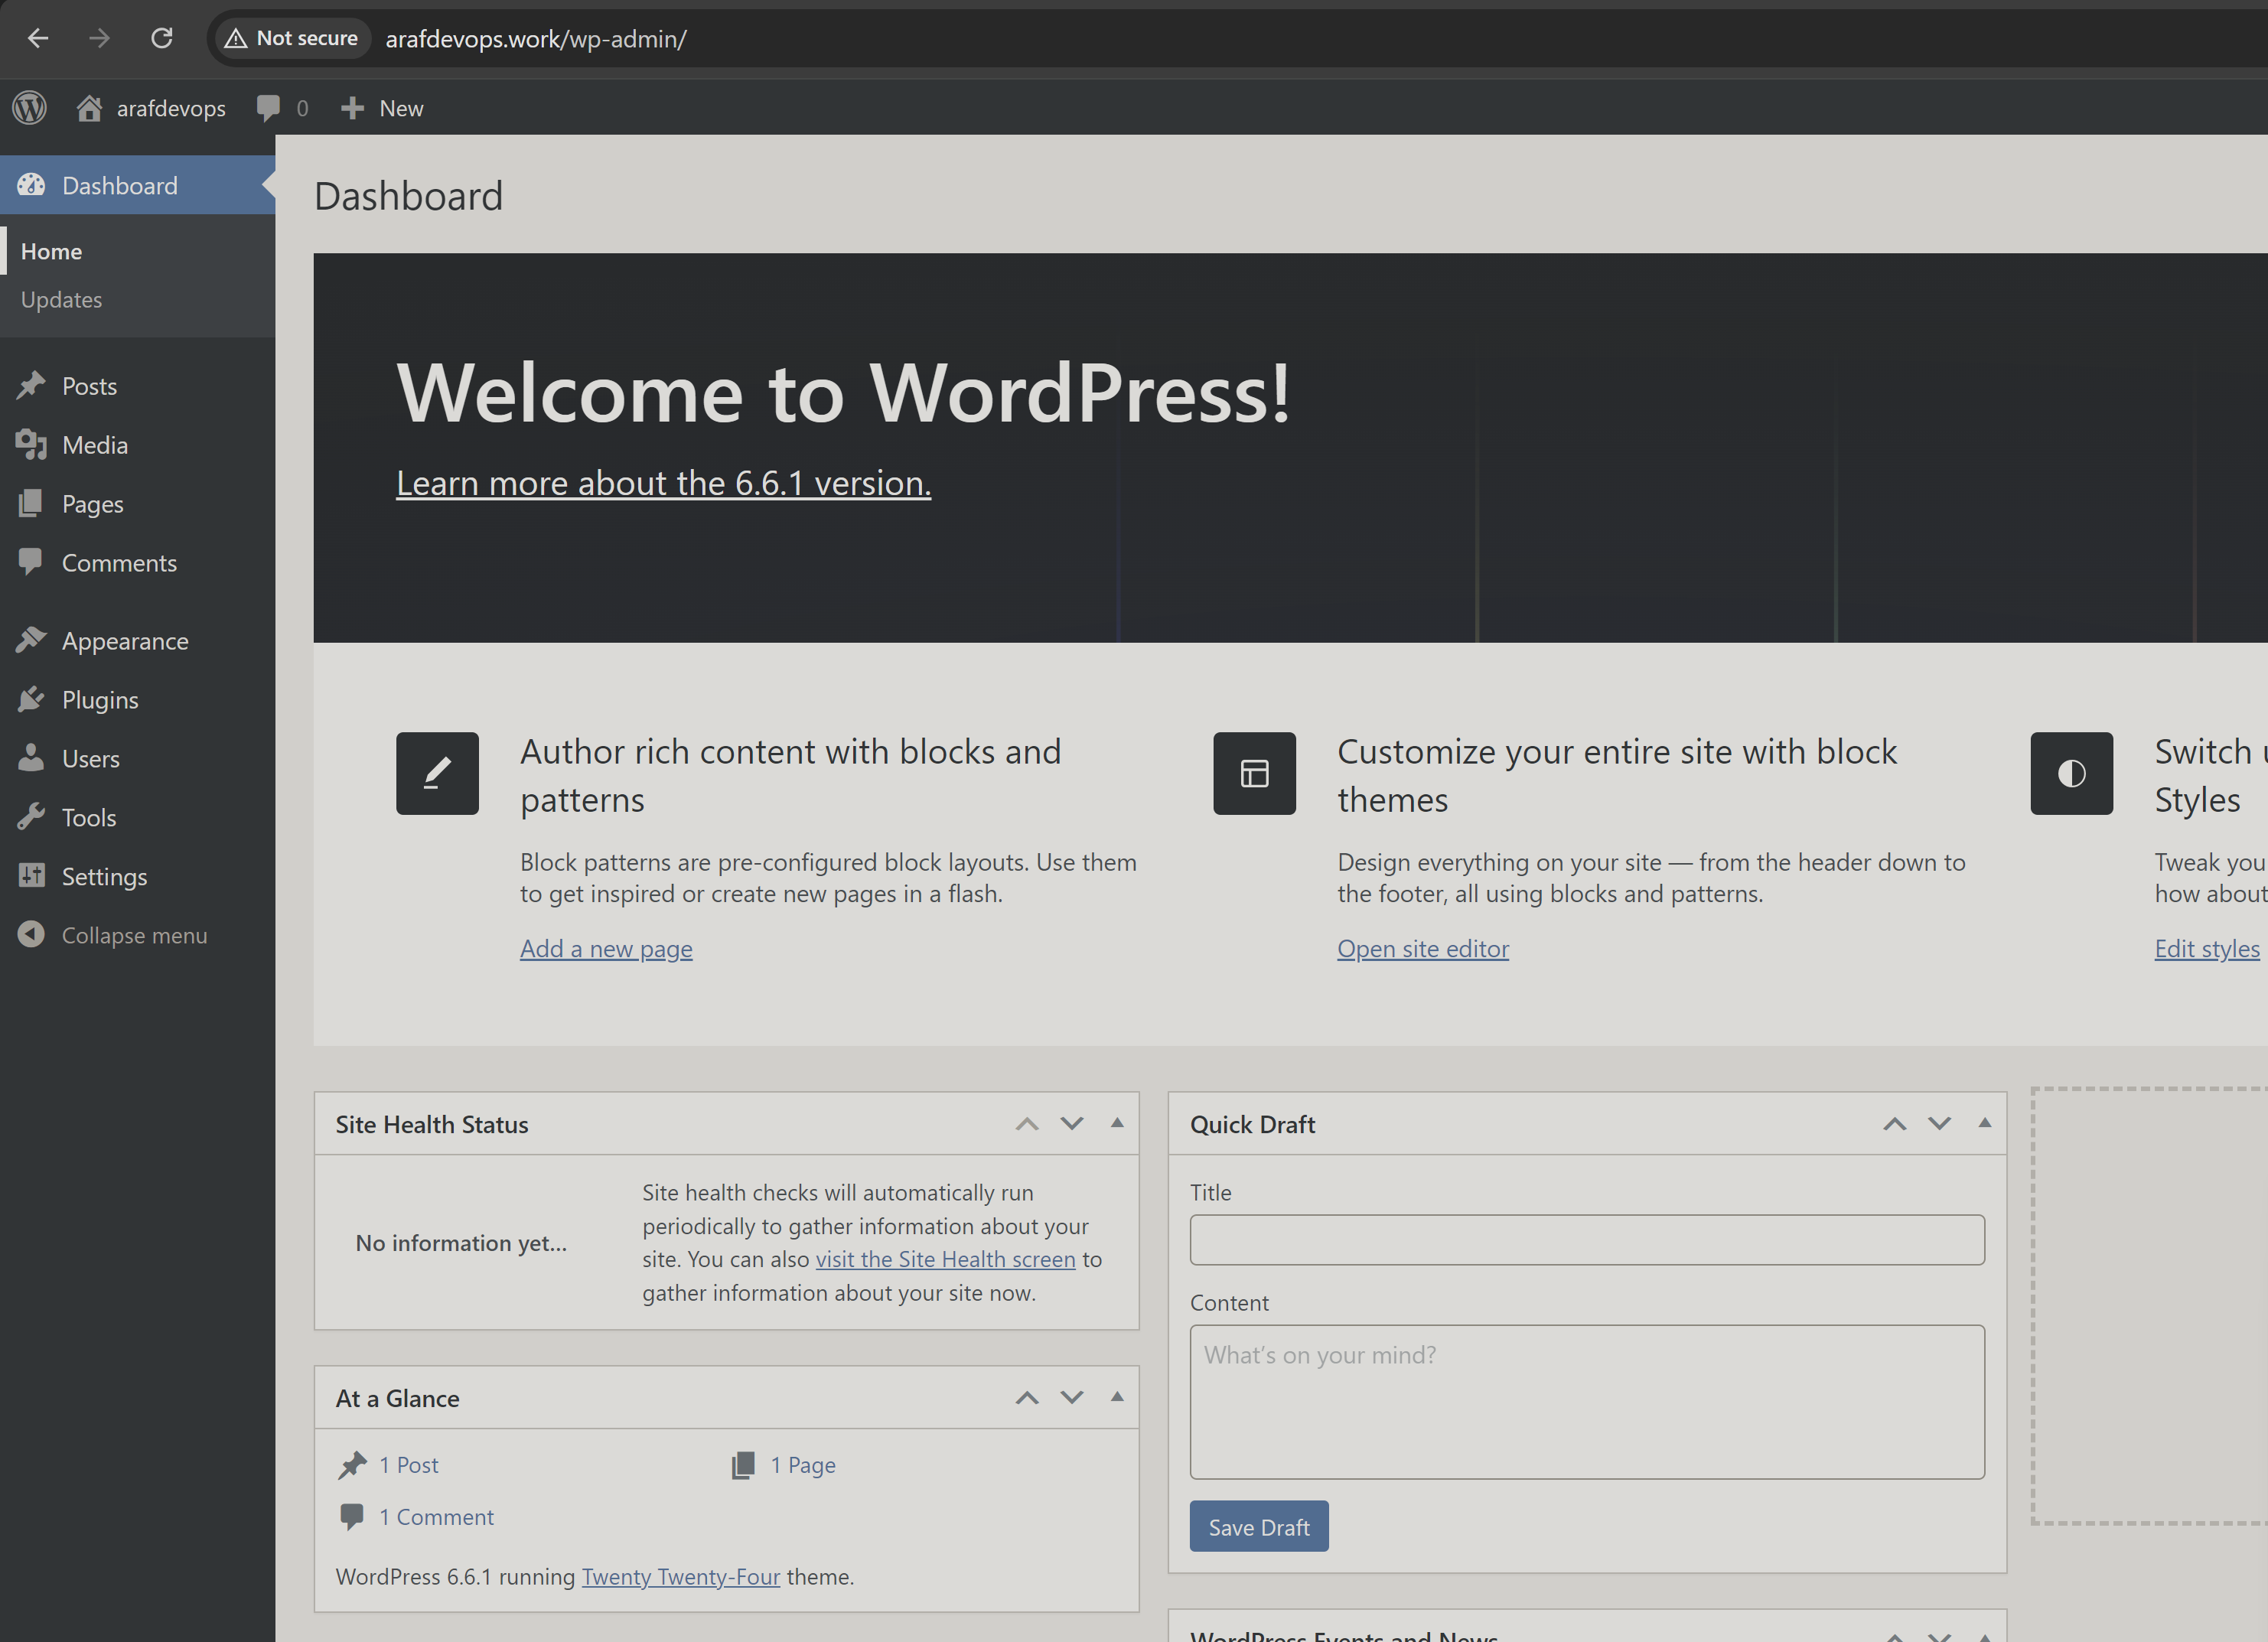 Not secure arafdevops.work/wp-admin/
arafdevops 0 New
Dashboard
Home
Updates
Posts
Media
Pages
Comments
Appearance
Plugins
Users
Tools
Settings
Collapse menu
Dashboard
Welcome to WordPress!
Learn more about the 6.6.1 version.
Author rich content with blocks and
patterns
Block patterns are pre-configured block layouts. Use them
to get inspired or create new pages in a flash.
Add a new page
Customize your entire site with block
themes
Design everything on your site — from the header down to
the footer, all using blocks and patterns.
Open site editor
Switch
Styles
Tweak you
how about
Edit styles
Site Health Status
No information yet...
Site health checks will automatically run
periodically to gather information about your
site. You can also visit the Site Health screen to
gather information about your site now.
At a Glance
1 Post
1 Page
1 Comment
WordPress 6.6.1 running Twenty Twenty-Four theme.
Quick Draft
Title
Content
What's on your mind?
Save Draft
WordPress Events and News